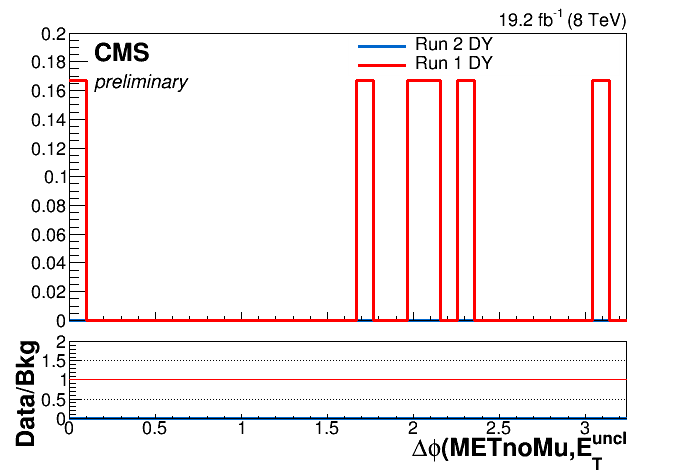 19.2 fb⁻¹ (8 TeV)
CMS
preliminary
Run 2 DY
Run 1 DY
0.2
0.18
0.16
0.14
0.12
0.1
0.08
0.06
0.04
0.02
0
Data/Bkg
2
1.5
1
0.5
0
0 0.5 1 1.5 2 2.5 3
Δϕ(METnoMu,E_T^uncl